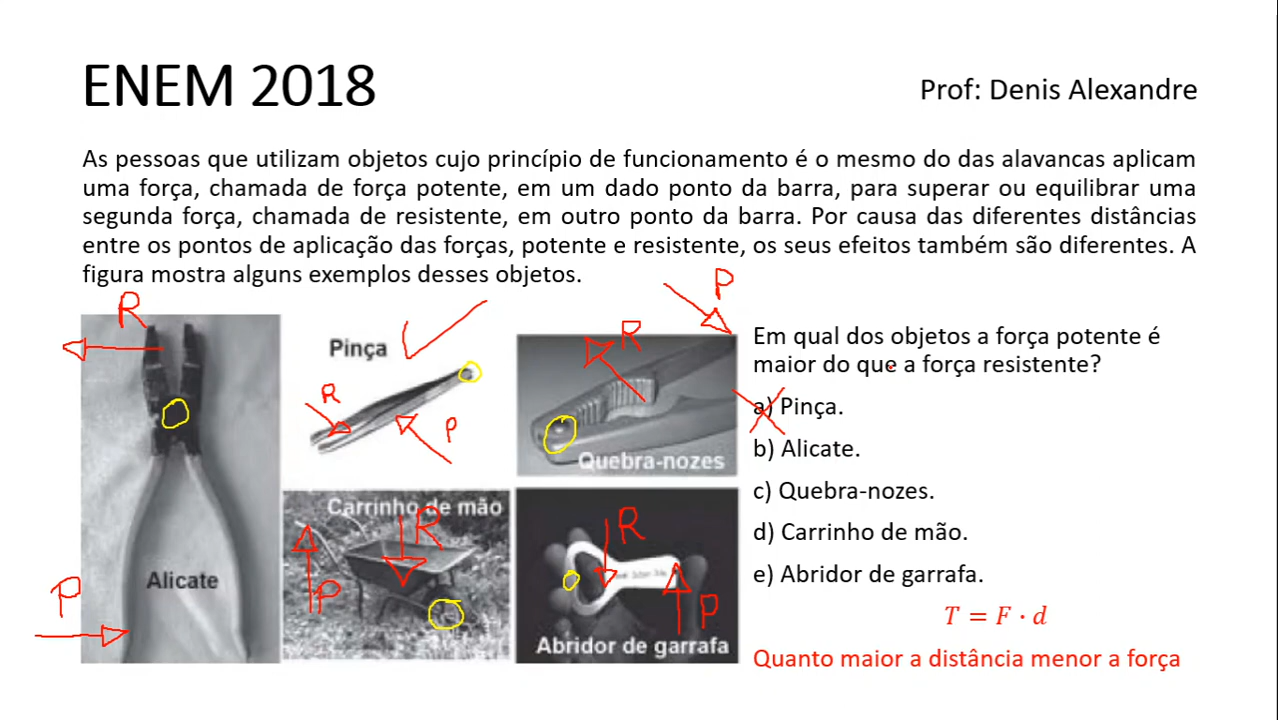 ENEM 2018
Prof: Denis Alexandre
As pessoas que utilizam objetos cujo princípio de funcionamento é o mesmo do das alavancas aplicam
uma força, chamada de força potente, em um dado ponto da barra, para superar ou equilibrar uma
segunda força, chamada de resistente, em outro ponto da barra. Por causa das diferentes distâncias
entre os pontos de aplicação das forças, potente e resistente, os seus efeitos também são diferentes. A
figura mostra alguns exemplos desses objetos.
R
P
Alicate
Pinça
R
P
P
R
Quebra-nozes
Carrinho de mão
R
P
R
P
Abridor de garrafa
Em qual dos objetos a força potente é
maior do que a força resistente?
a) Pinça.
b) Alicate.
c) Quebra-nozes.
d) Carrinho de mão.
e) Abridor de garrafa.
T = F · d
Quanto maior a distância menor a força